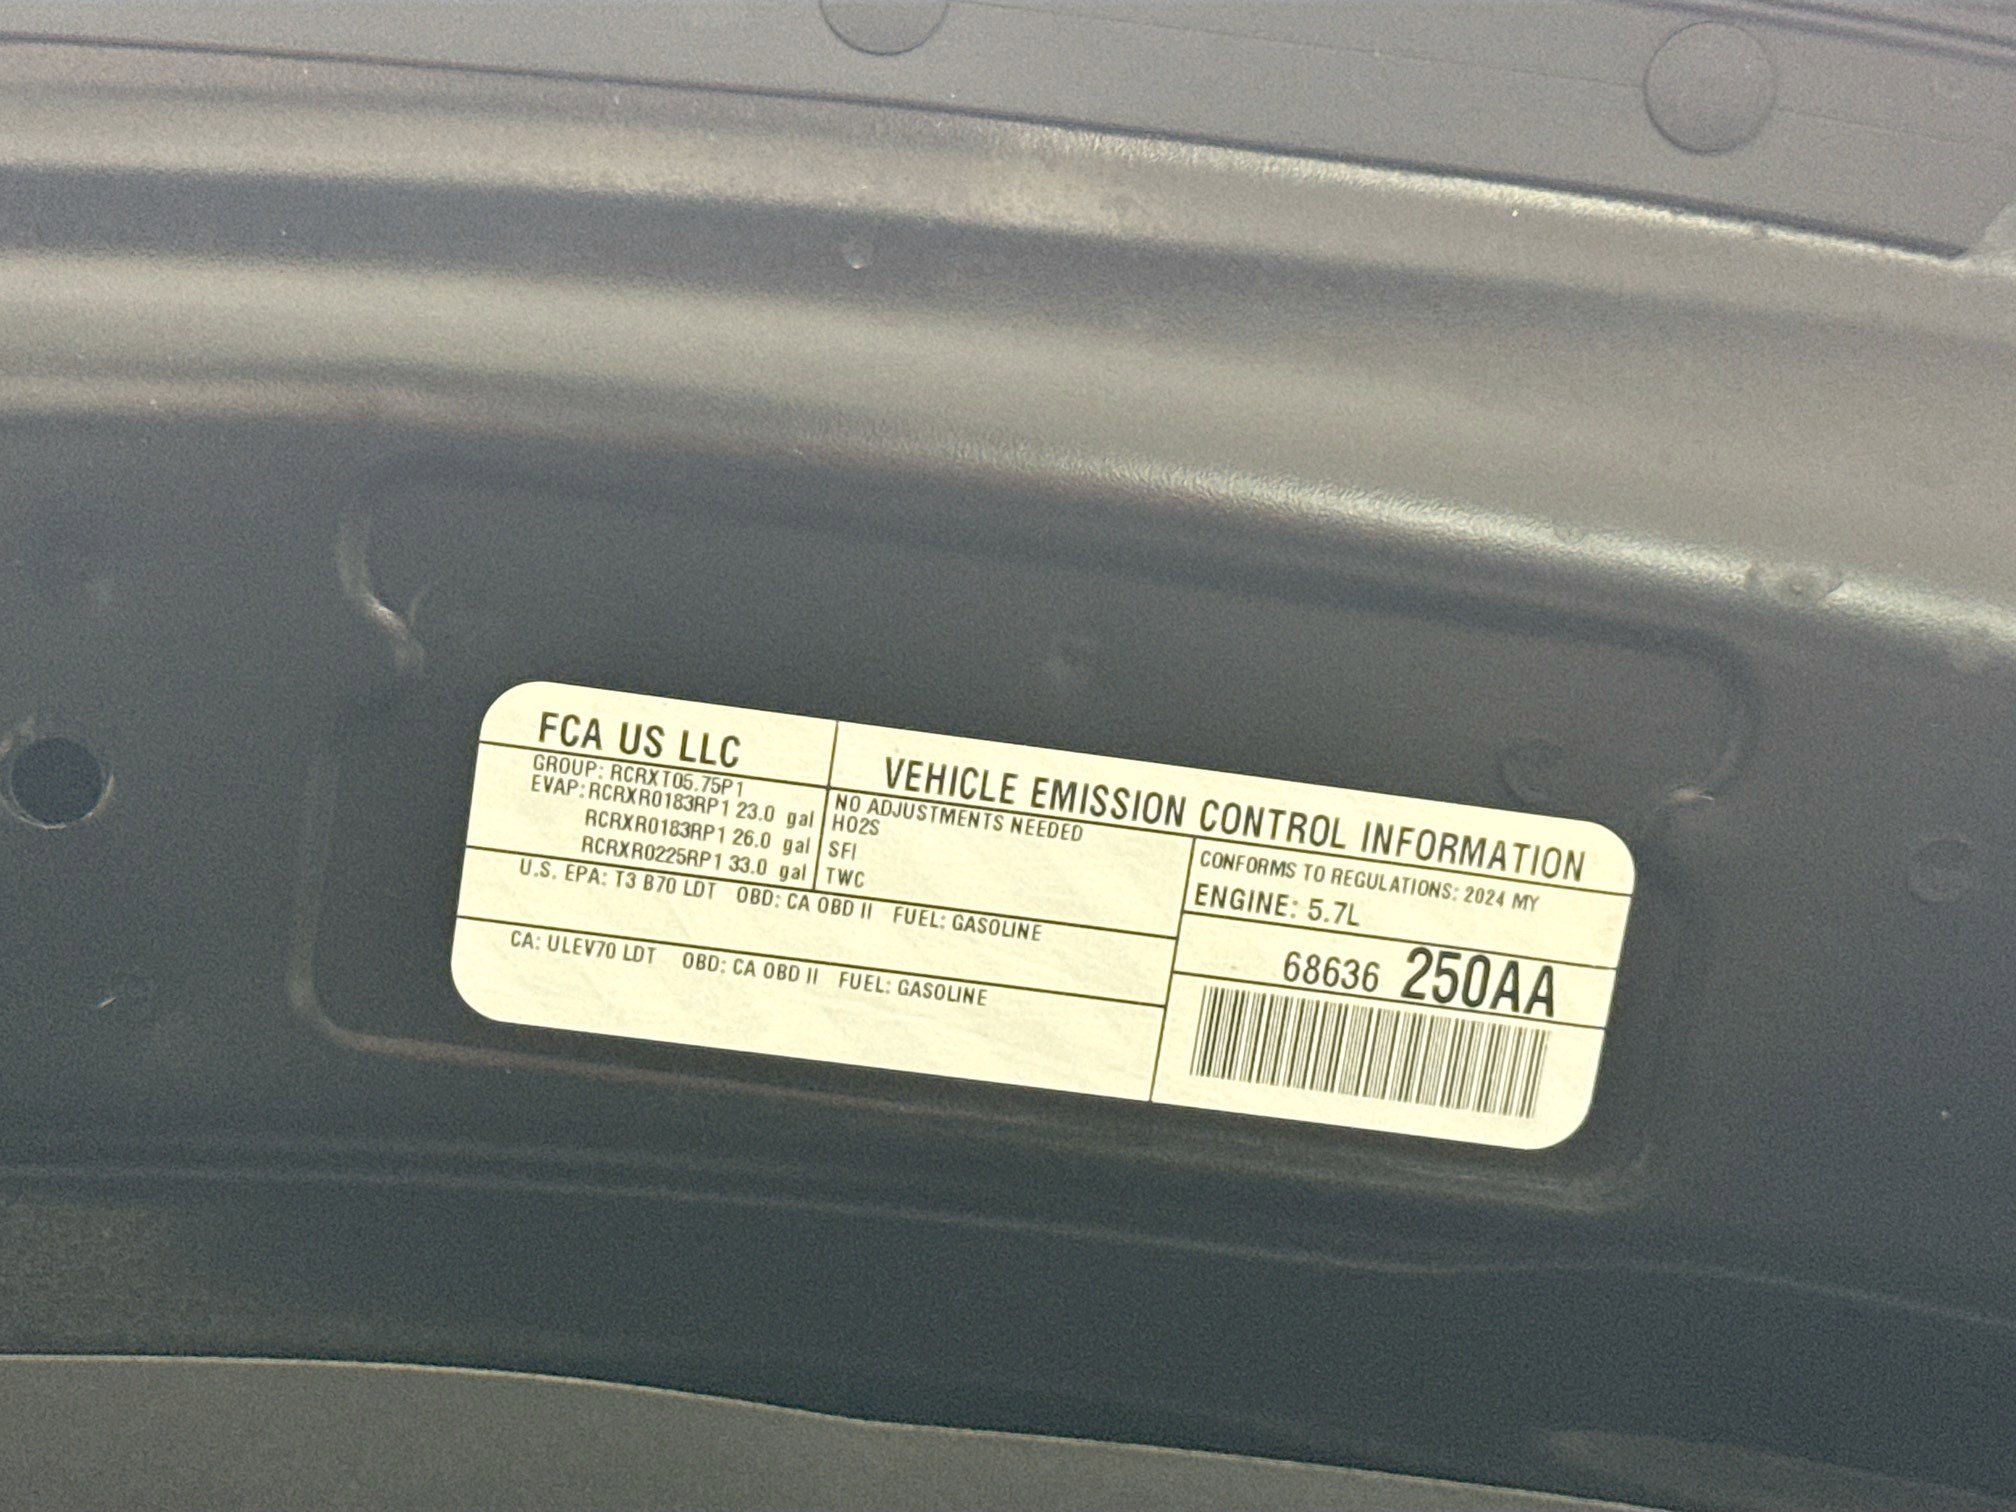 FCA US LLC
VEHICLE EMISSION CONTROL INFORMATION
GROUP: RCRXT05.75P1
EVAP: RCRXR0183RP1 23.0 gal
RCRXR0183RP1 26.0 gal
RCRXR0225RP1 33.0 gal
NO ADJUSTMENTS NEEDED
HO2S
SFI
TWC
CONFORMS TO REGULATIONS: 2024 MY
ENGINE: 5.7L
U.S. EPA: T3 B70 LDT OBD: CA OBD II FUEL: GASOLINE
CA: ULEV70 LDT OBD: CA OBD II FUEL: GASOLINE
68636 250AA